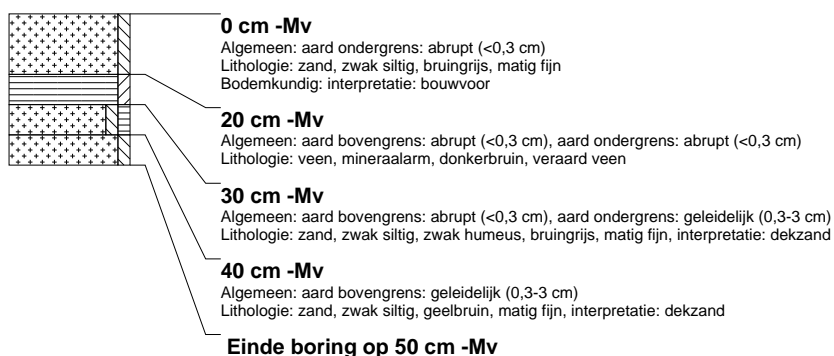 0 cm -Mv
Algemeen: aard ondergrens: abrupt (<0,3 cm)
Lithologie: zand, zwak siltig, bruingrijs, matig fijn
Bodemkundig: interpretatie: bouwvoor
20 cm -Mv
Algemeen: aard bovengrens: abrupt (<0,3 cm), aard ondergrens: abrupt (<0,3 cm)
Lithologie: veen, mineraalarm, donkerbruin, veraard veen
30 cm -Mv
Algemeen: aard bovengrens: abrupt (<0,3 cm), aard ondergrens: geleidelijk (0,3-3 cm)
Lithologie: zand, zwak siltig, zwak humeus, bruingrijs, matig fijn, interpretatie: dekzand
40 cm -Mv
Algemeen: aard bovengrens: geleidelijk (0,3-3 cm)
Lithologie: zand, zwak siltig, geelbruin, matig fijn, interpretatie: dekzand
Einde boring op 50 cm -Mv